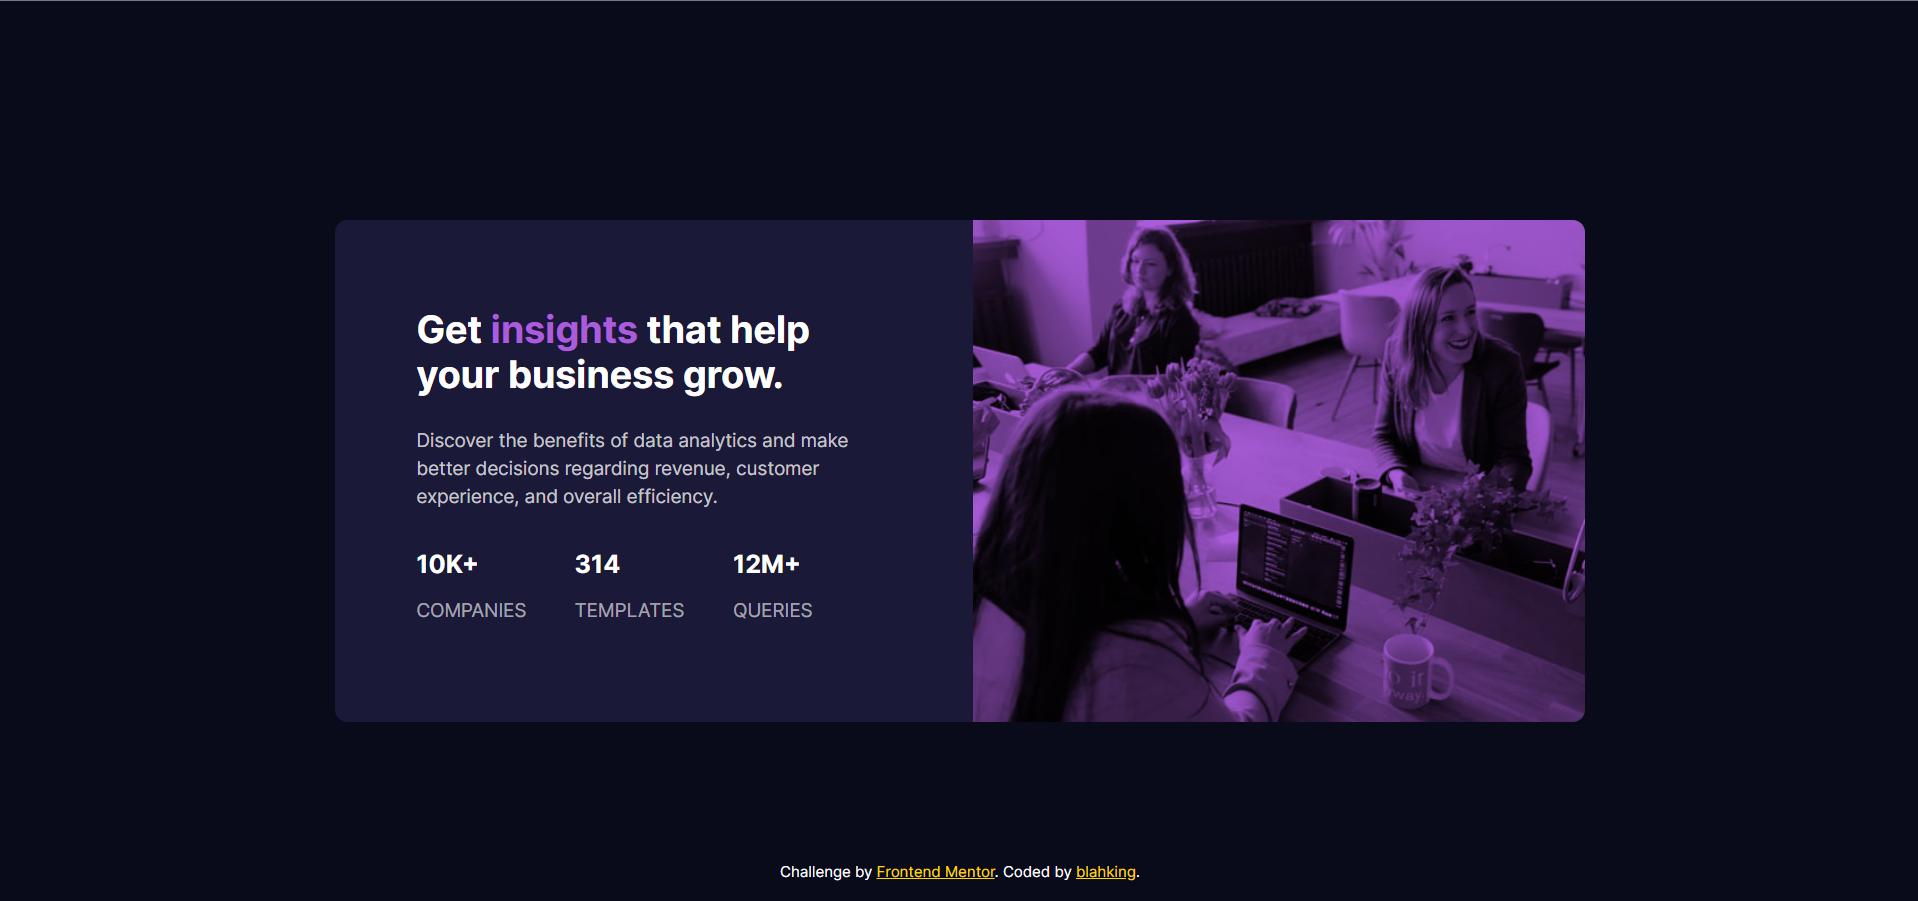 Get insights that help
your business grow.
Discover the benefits of data analytics and make
better decisions regarding revenue, customer
experience, and overall efficiency.
10K+ 314 12M+
COMPANIES TEMPLATES QUERIES
Challenge by Frontend Mentor. Coded by blahking.